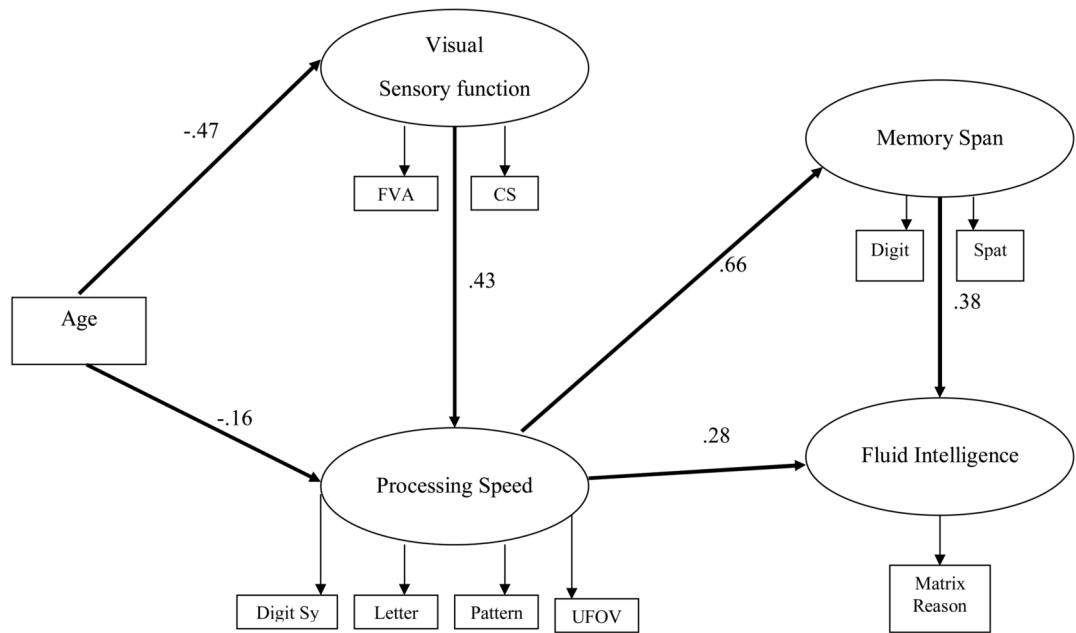 Visual
Sensory function
-.47
Memory Span
FVA
CS
Digit
Spat
.66
.43
.38
Age
-.16
.28
Fluid Intelligence
Processing Speed
Matrix
Reason
Digit Sy
Letter
Pattern
UFOV